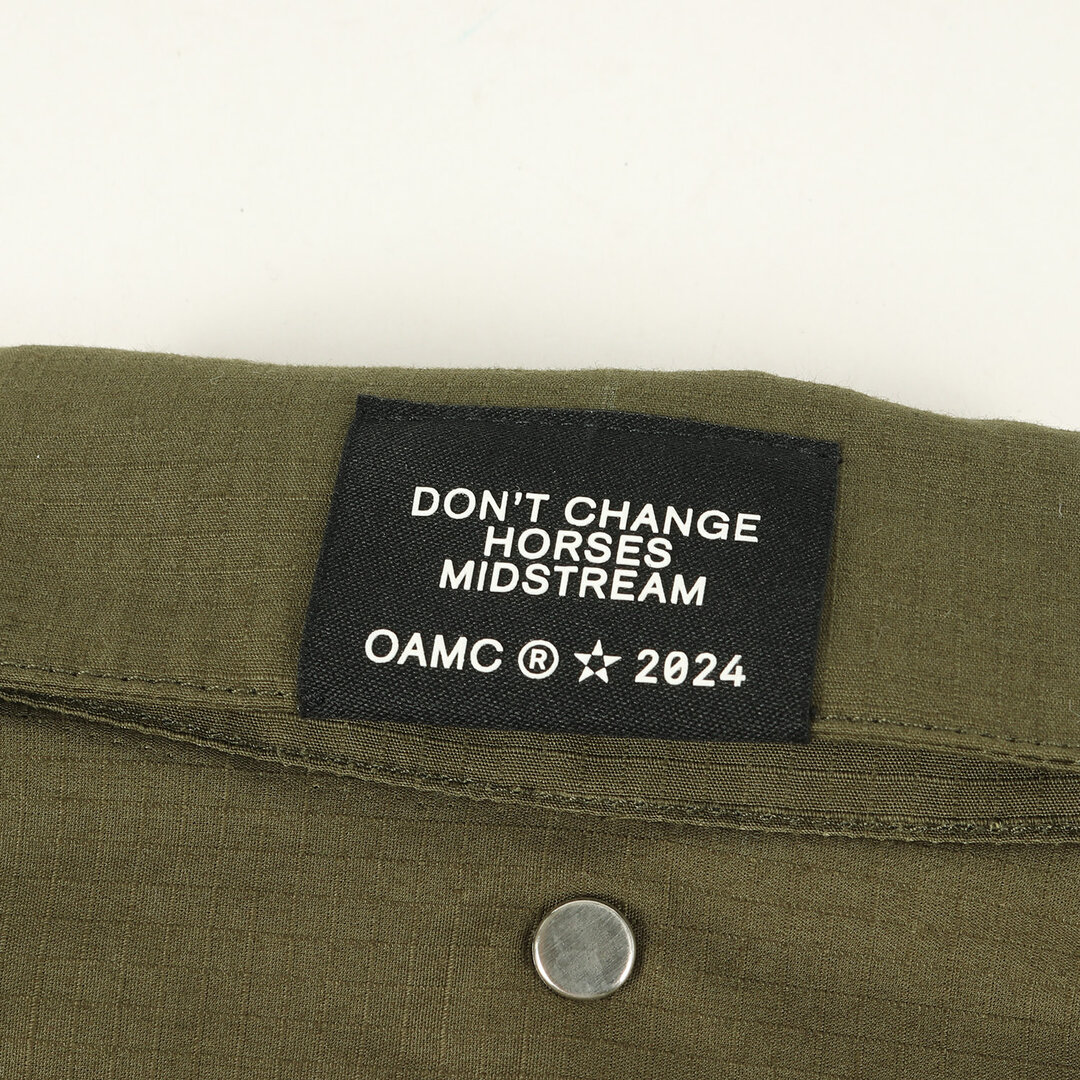 DON'T CHANGE
HORSES
MIDSTREAM
OAMC ® ☆ 2024